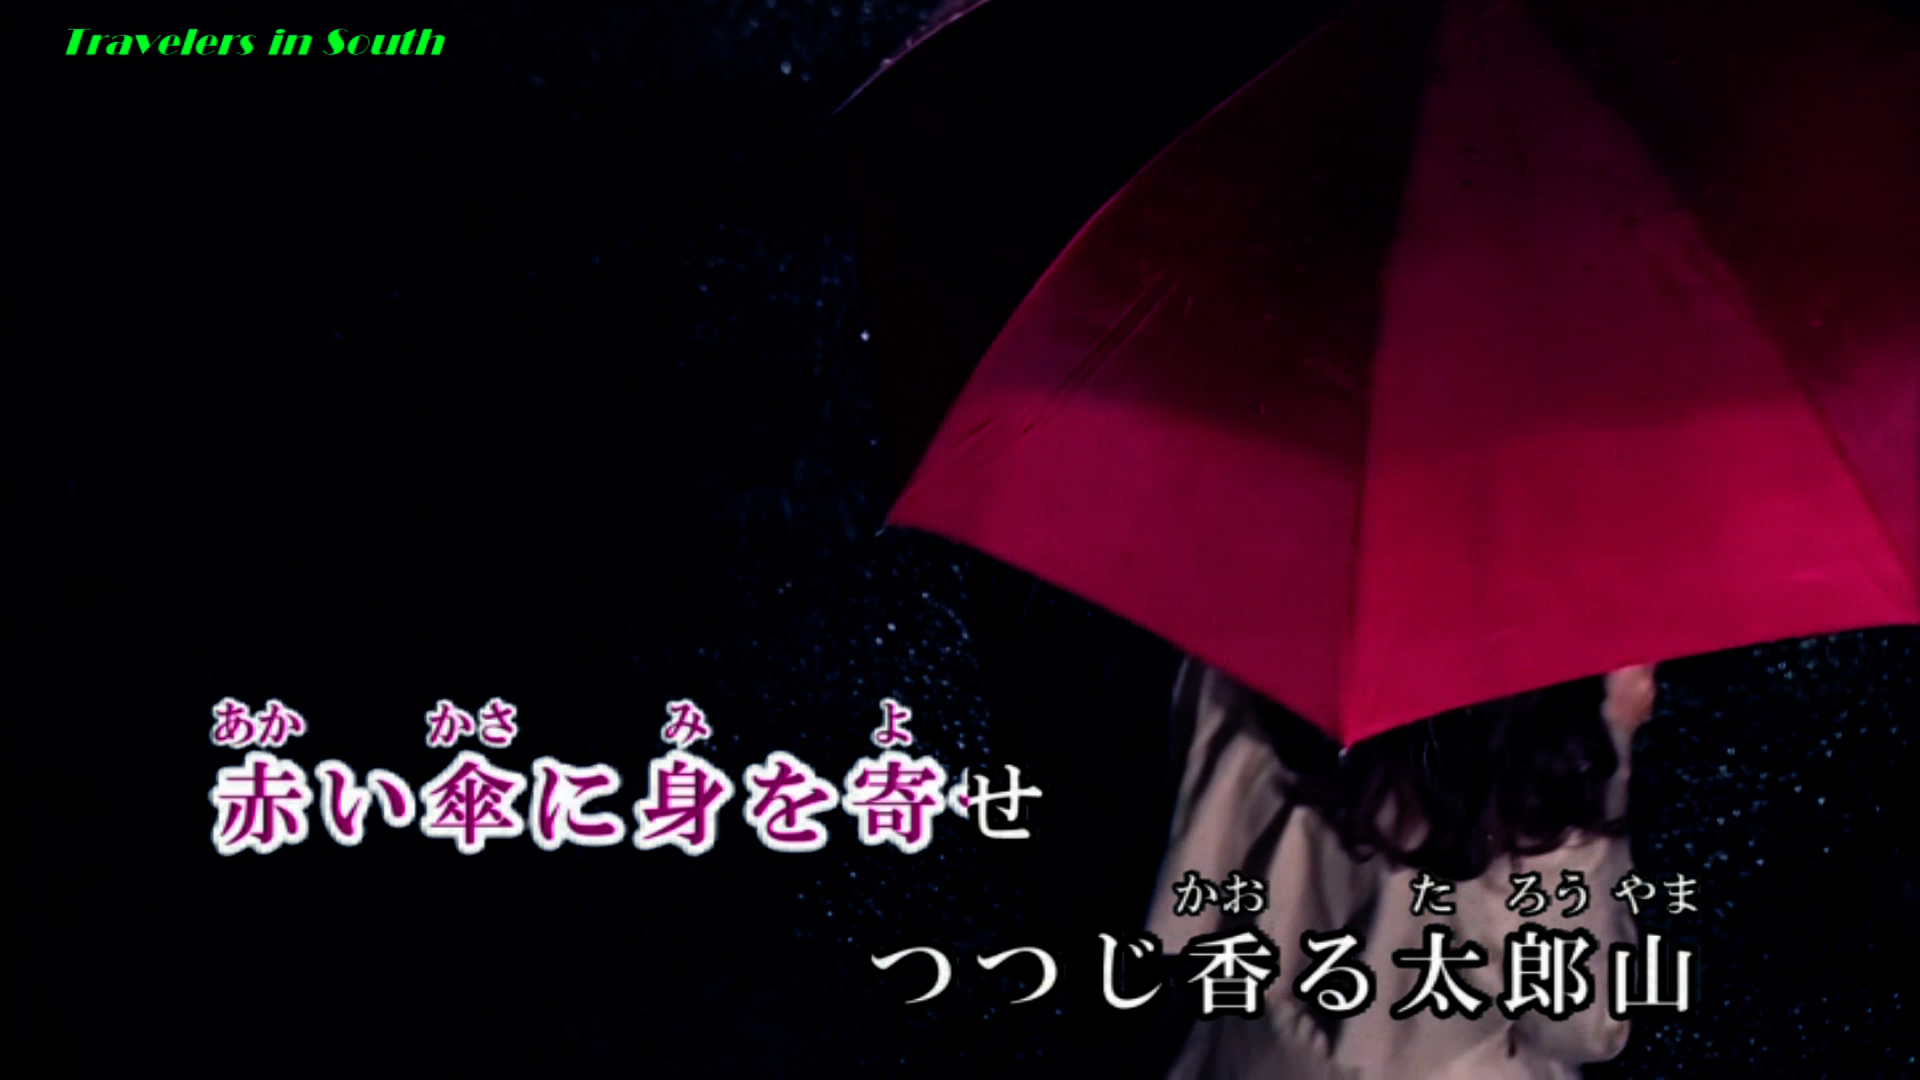 Travelers in South
あか かさ み よ
赤い傘に身を寄せ
かお た ろう やま
つつじ香る太郎山